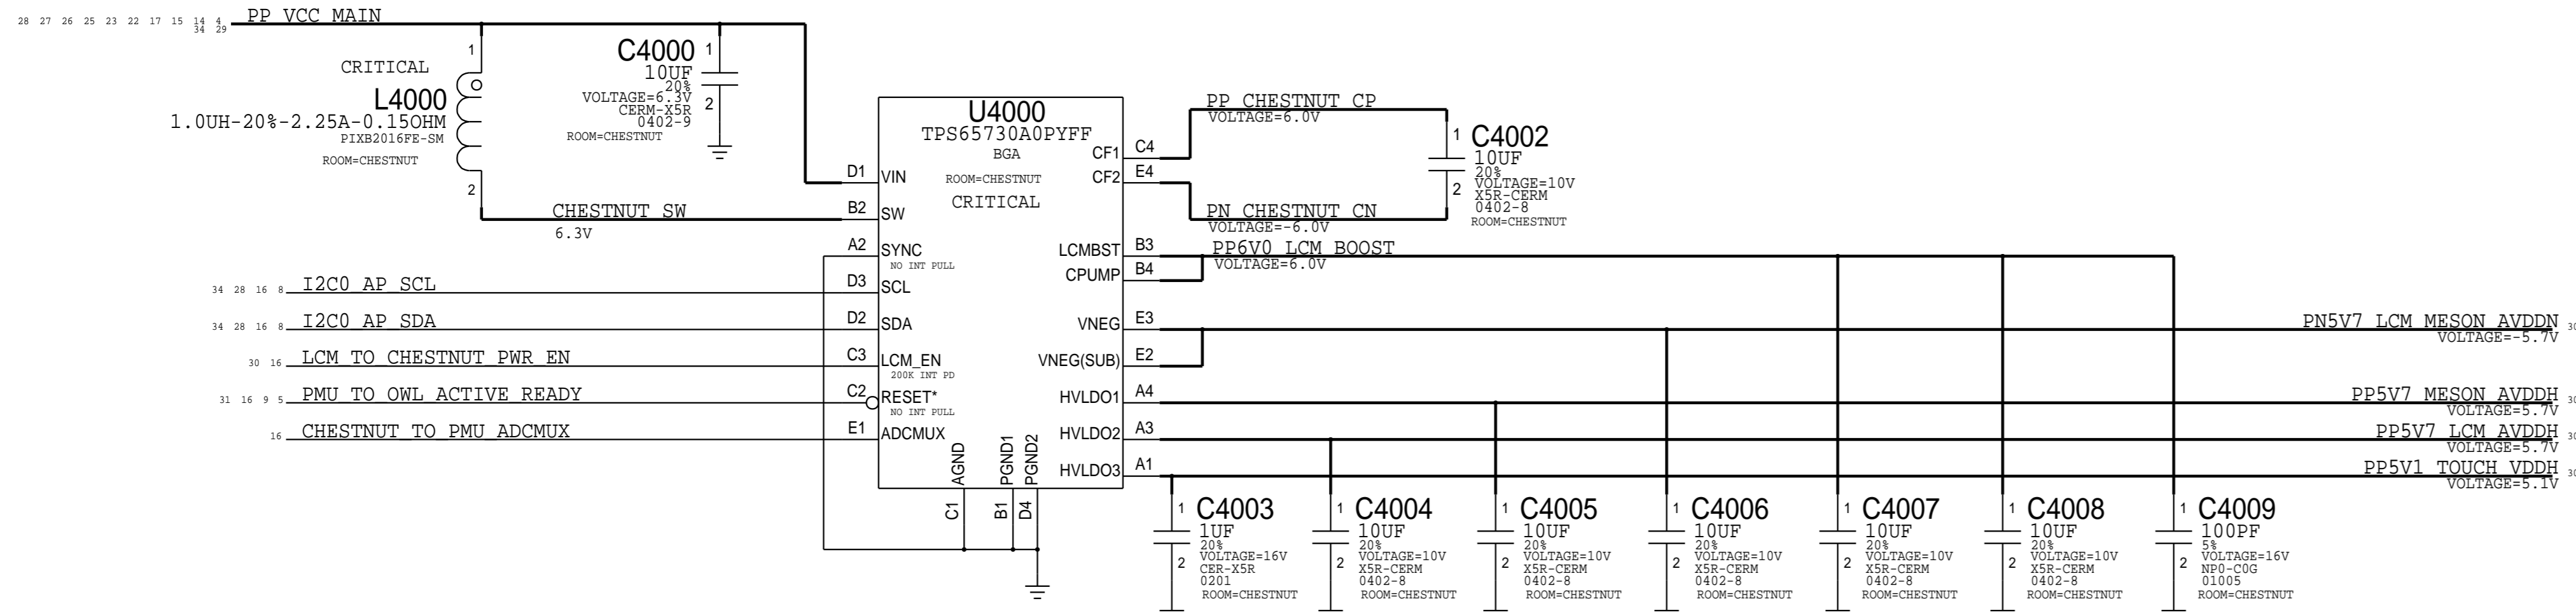 28 27 26 25 23 22 17 15 14 4
34 29
PP_VCC_MAIN
1
CRITICAL
L4000
1.0UH-20%-2.25A-0.15OHM
PIXB2016FE-SM
ROOM=CHESTNUT
2
C4000
1
10UF
20%
VOLTAGE=6.3V
2
CERM-X5R
0402-9
ROOM=CHESTNUT
CHESTNUT_SW
6.3V
34 28 16 8
I2C0_AP_SCL
34 28 16 8
I2C0_AP_SDA
30 16
LCM_TO_CHESTNUT_PWR_EN
31 16 9 5
PMU_TO_OWL_ACTIVE_READY
16
CHESTNUT_TO_PMU_ADCMUX
U4000
TPS65730A0PYFF
BGA
ROOM=CHESTNUT
CRITICAL
D1 VIN
B2 SW
A2 SYNC
NO INT PULL
D3 SCL
D2 SDA
C3 LCM_EN
200K INT PD
C2 RESET*
NO INT PULL
E1 ADCMUX
AGND
PGND1
PGND2
C1
B1
D4
CF1 C4
CF2 E4
LCMBST B3
CPUMP B4
VNEG E3
VNEG(SUB) E2
HVLDO1 A4
HVLDO2 A3
HVLDO3 A1
PP_CHESTNUT_CP
VOLTAGE=6.0V
PN_CHESTNUT_CN
VOLTAGE=-6.0V
1
C4002
10UF
20%
VOLTAGE=10V
2
X5R-CERM
0402-8
ROOM=CHESTNUT
PP6V0_LCM_BOOST
VOLTAGE=6.0V
PN5V7_LCM_MESON_AVDDN
VOLTAGE=-5.7V
PP5V7_MESON_AVDDH
VOLTAGE=5.7V
PP5V7_LCM_AVDDH
VOLTAGE=5.7V
PP5V1_TOUCH_VDDH
VOLTAGE=5.1V
1
C4003
1UF
20%
VOLTAGE=16V
2
CER-X5R
0201
ROOM=CHESTNUT
1
C4004
10UF
20%
VOLTAGE=10V
2
X5R-CERM
0402-8
ROOM=CHESTNUT
1
C4005
10UF
20%
VOLTAGE=10V
2
X5R-CERM
0402-8
ROOM=CHESTNUT
1
C4006
10UF
20%
VOLTAGE=10V
2
X5R-CERM
0402-8
ROOM=CHESTNUT
1
C4007
10UF
20%
VOLTAGE=10V
2
X5R-CERM
0402-8
ROOM=CHESTNUT
1
C4008
10UF
20%
VOLTAGE=10V
2
X5R-CERM
0402-8
ROOM=CHESTNUT
1
C4009
100PF
5%
VOLTAGE=16V
2
NP0-C0G
01005
ROOM=CHESTNUT